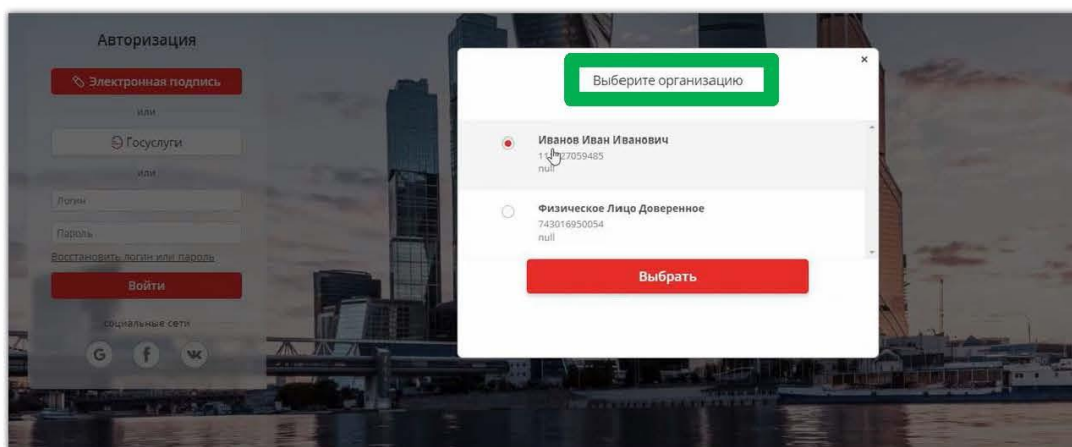 Авторизация
Электронная подпись
или
Госуслуги
или
Логин
Пароль
Восстановить логин или пароль
Войти
социальные сети
G f
Выберите организацию
×
Иванов Иван Иванович
null
Физическое Лицо Доверенное
743016950054
null
Выбрать